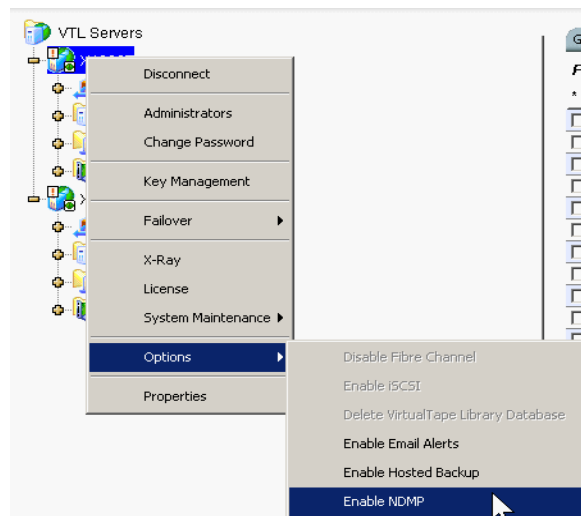 VTL Servers
Disconnect
Administrators
Change Password
Key Management
Failover
X-Ray
License
System Maintenance
Options
Properties
Disable Fibre Channel
Enable iSCSI
Delete VirtualTape Library Database
Enable Email Alerts
Enable Hosted Backup
Enable NDMP